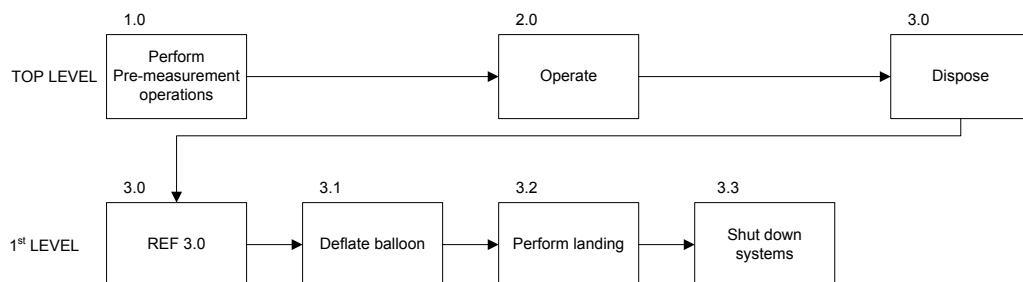 1.0
2.0
3.0
TOP LEVEL
Perform
Pre-measurement
operations
Operate
Dispose
3.0
3.1
3.2
3.3
1st LEVEL
REF 3.0
Deflate balloon
Perform landing
Shut down
systems